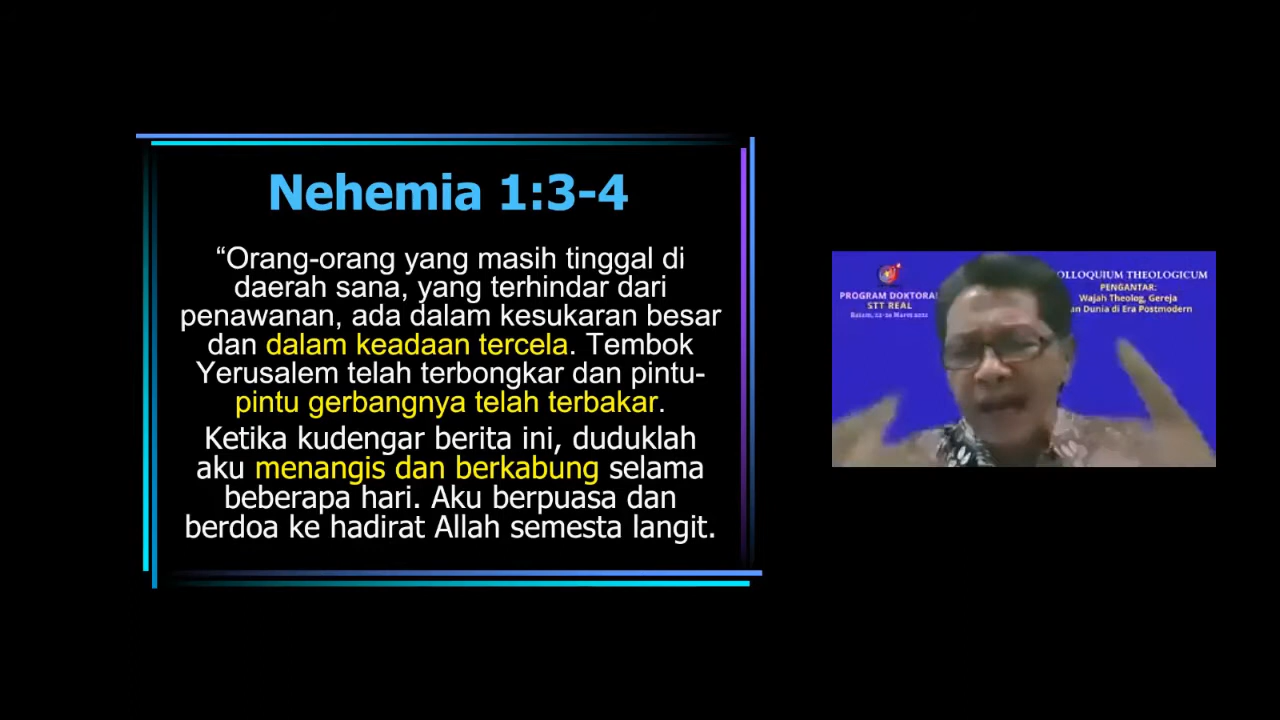 Nehemia 1:3-4
“Orang-orang yang masih tinggal di
daerah sana, yang terhindar dari
penawanan, ada dalam kesukaran besar
dan dalam keadaan tercela. Tembok
Yerusalem telah terbongkar dan pintu-
pintu gerbangnya telah terbakar.
Ketika kudengar berita ini, duduklah
aku menangis dan berkabung selama
beberapa hari. Aku berpuasa dan
berdoa ke hadirat Allah semesta langit.
PROGRAM DOKTORA
STT REAL
OLLOQUIUM THEOLOGICUM
PENGANTAR:
Wajah Theolog, Gereja
an Dunia di Era Postmodern